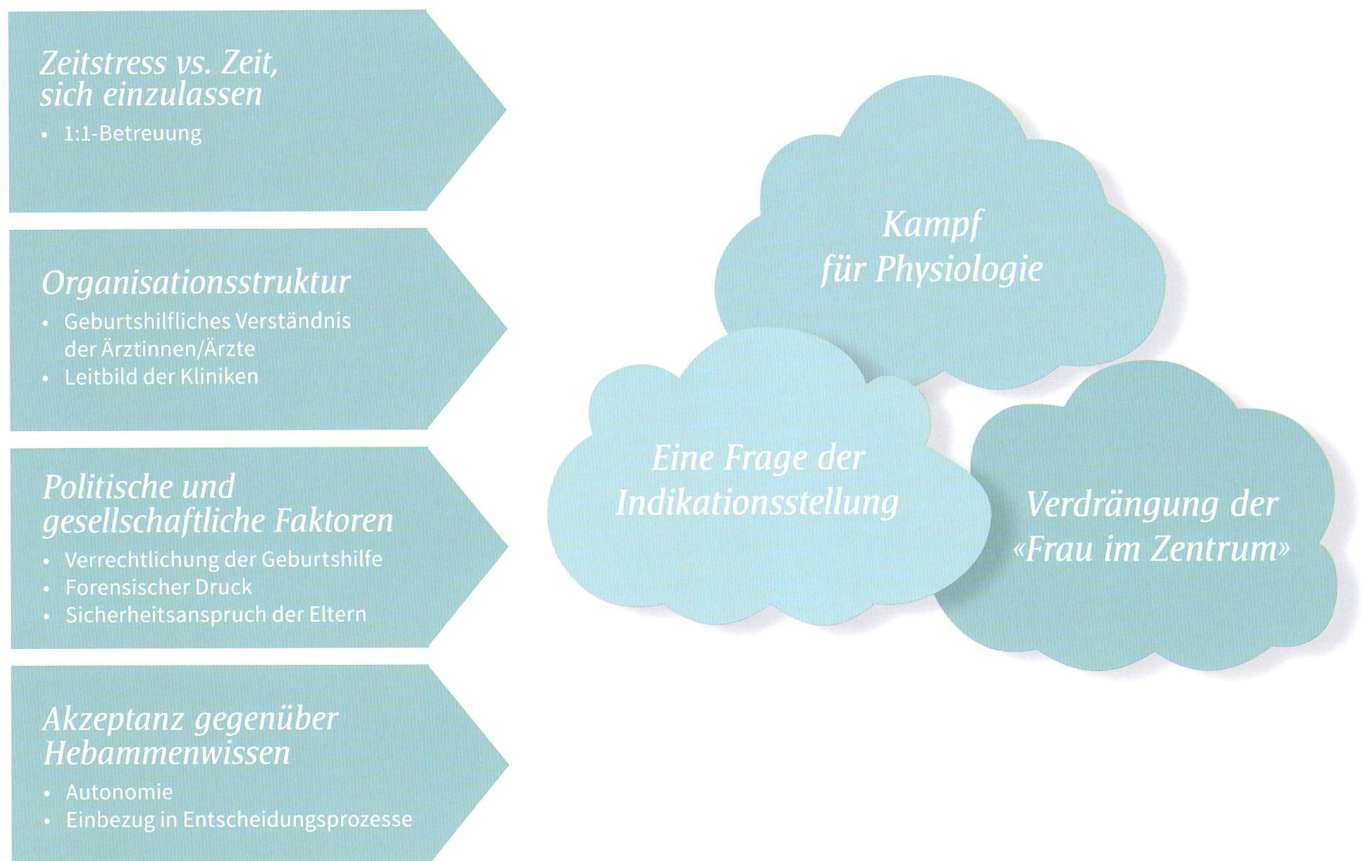 Zeitstress vs. Zeit,
sich einzulassen
• 1:1-Betreuung
Organisationsstruktur
• Geburtshilfliches Verständnis
der Ärztinnen/Ärzte
• Leitbild der Kliniken
Politische und
gesellschaftliche Faktoren
• Verrechtlichung der Geburtshilfe
• Forensischer Druck
• Sicherheitsanspruch der Eltern
Akzeptanz gegenüber
Hebammenwissen
• Autonomie
• Einbezug in Entscheidungsprozesse
Kampf
für Physiologie
Eine Frage der
Indikationsstellung
Verdrängung der
«Frau im Zentrum»